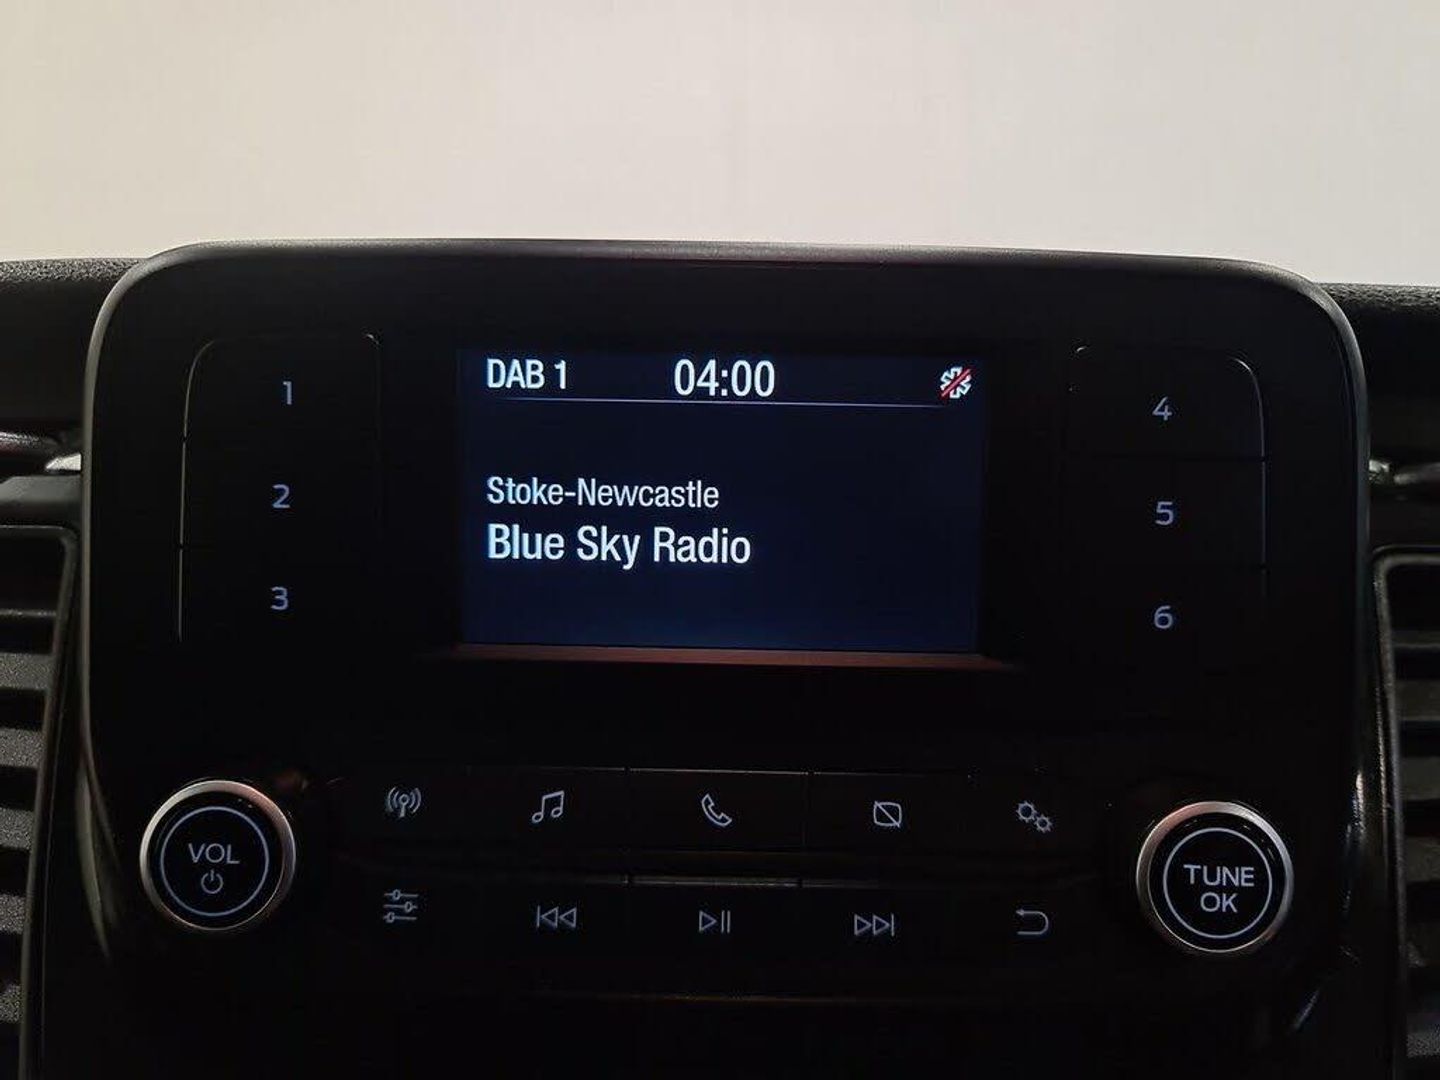 DAB 1 04:00
Stoke-Newcastle
Blue Sky Radio
1
2
3
4
5
6
VOL
TUNE
OK